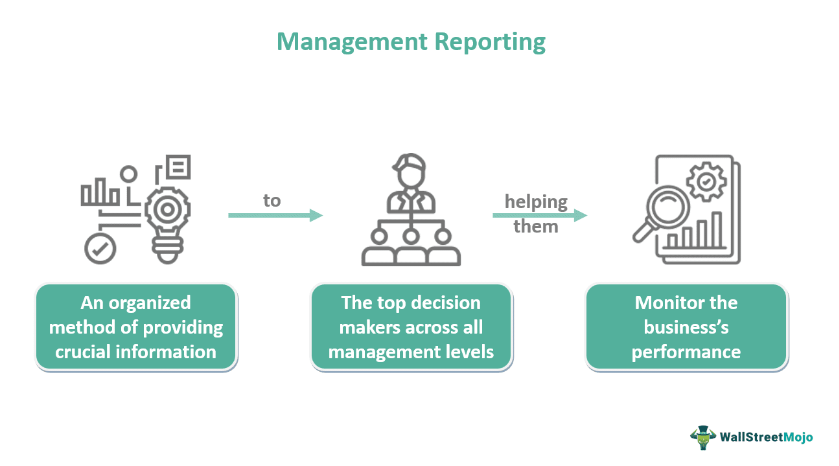 Management Reporting
to
helping
them
An organized
method of providing
crucial information
The top decision
makers across all
management levels
Monitor the
business's
performance
WallStreetMojo